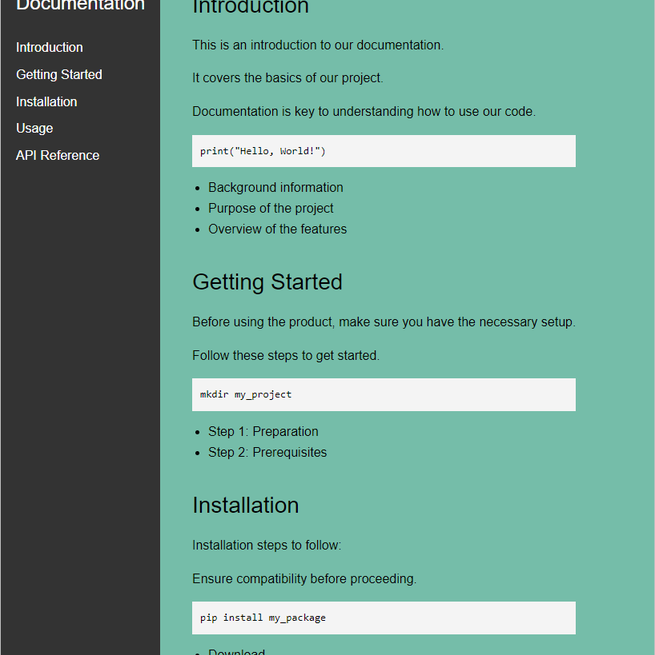 Documentation
Introduction
Getting Started
Installation
Usage
API Reference
Introduction
This is an introduction to our documentation.
It covers the basics of our project.
Documentation is key to understanding how to use our code.
print("Hello, World!")
• Background information
• Purpose of the project
• Overview of the features
Getting Started
Before using the product, make sure you have the necessary setup.
Follow these steps to get started.
mkdir my_project
• Step 1: Preparation
• Step 2: Prerequisites
Installation
Installation steps to follow:
Ensure compatibility before proceeding.
pip install my_package
• Download